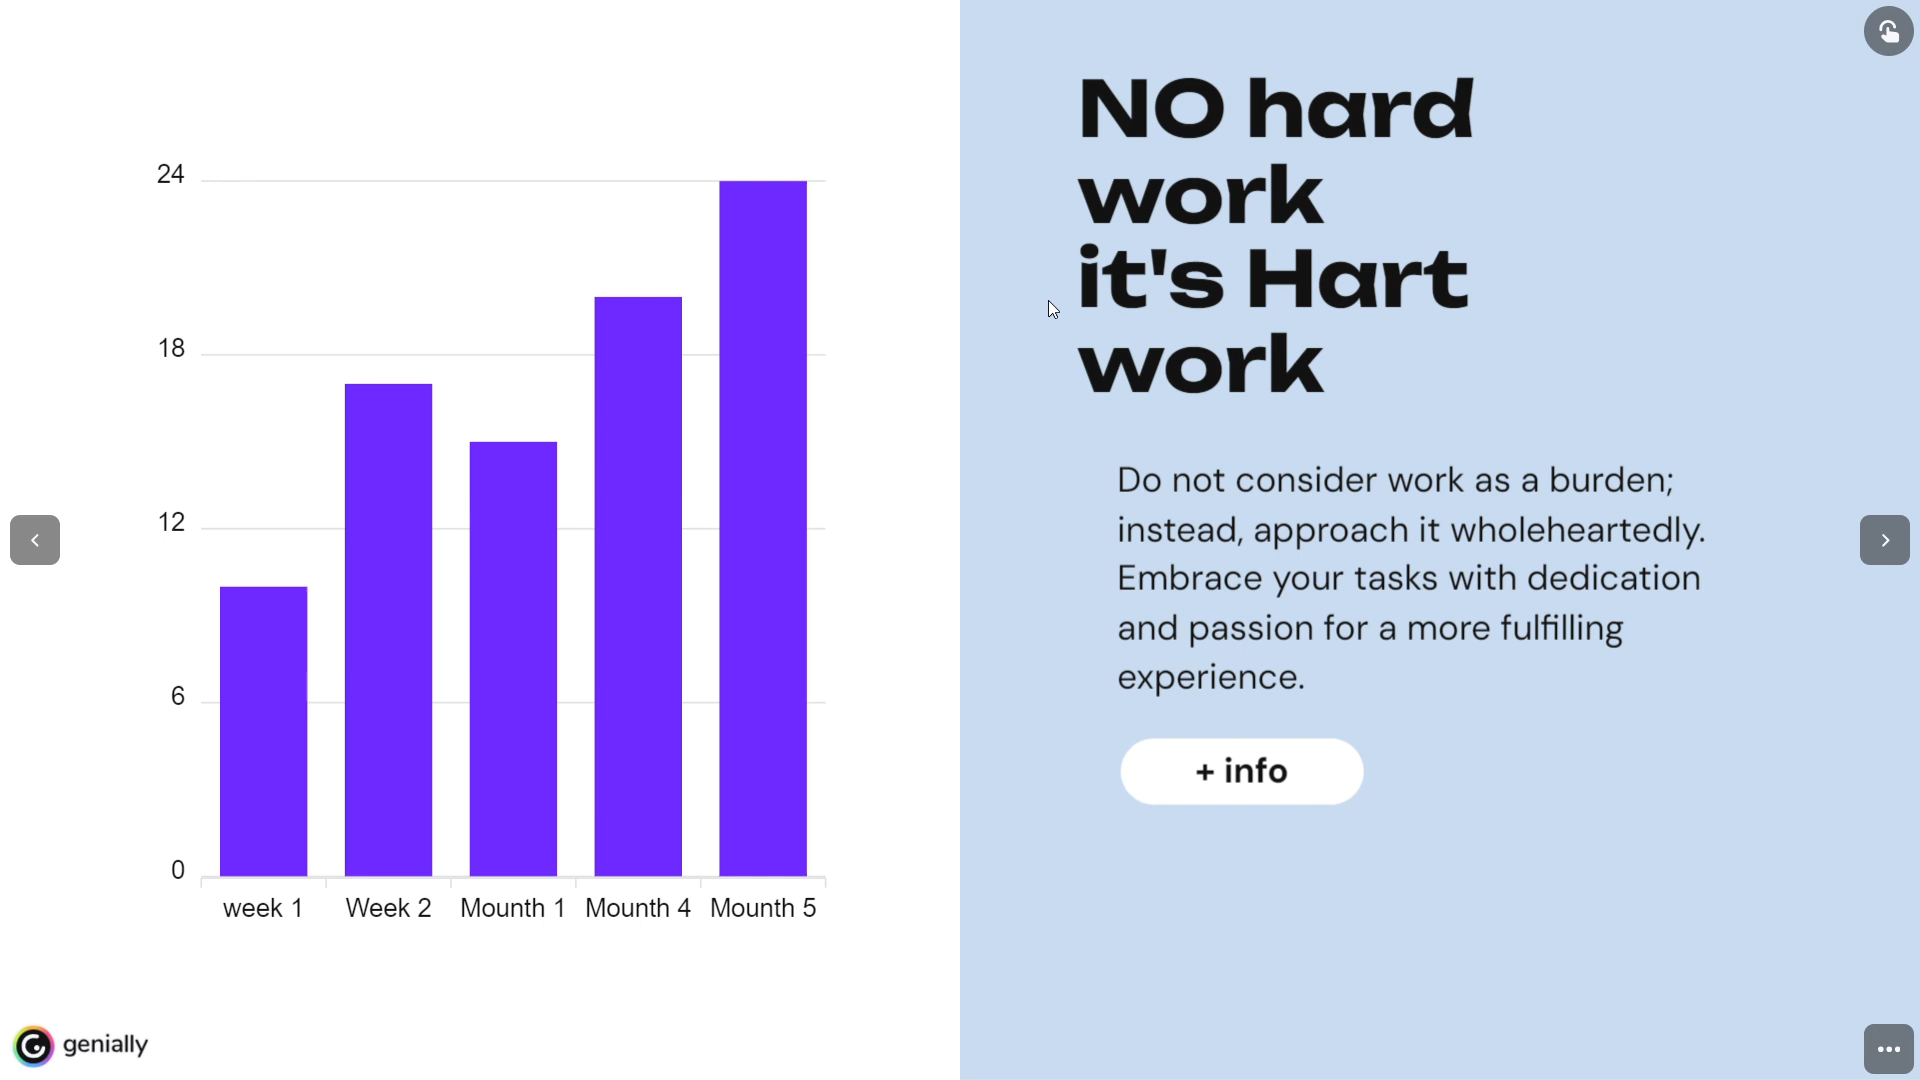 24
18
12
6
0
week 1
Week 2
Mounth 1
Mounth 4
Mounth 5
genially
NO hard
work
it's Hart
work
Do not consider work as a burden;
instead, approach it wholeheartedly.
Embrace your tasks with dedication
and passion for a more fulfilling
experience.
+ info